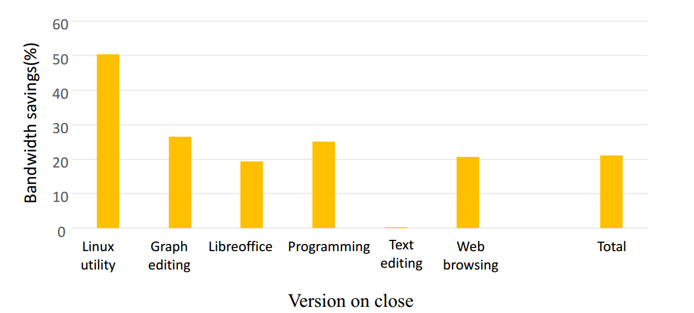 Bandwidth savings(%)
60
50
40
30
20
10
0
Linux
utility
Graph
editing
Libreoffice
Programming
Text
editing
Web
browsing
Total
Version on close